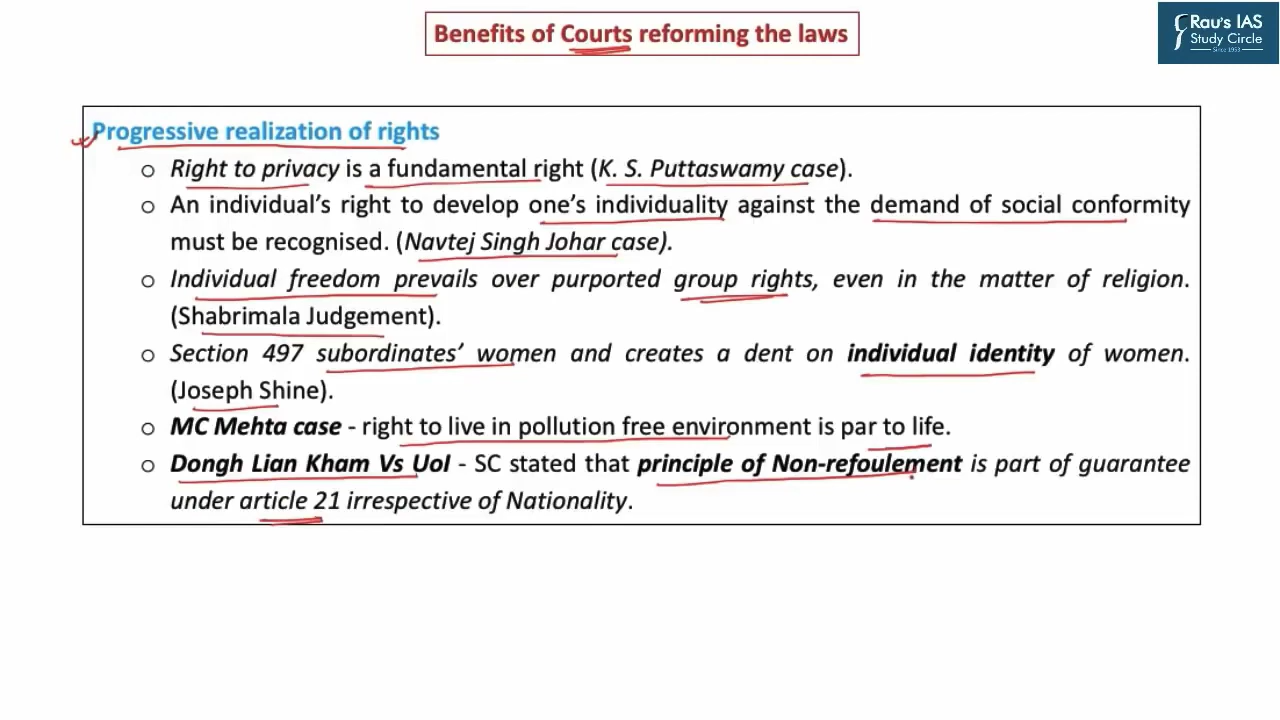 Benefits of Courts reforming the laws
Rau's IAS
Study Circle
Since 1953
Progressive realization of rights
o Right to privacy is a fundamental right (K. S. Puttaswamy case).
o An individual's right to develop one's individuality against the demand of social conformity
must be recognised. (Navtej Singh Johar case).
o Individual freedom prevails over purported group rights, even in the matter of religion.
(Shabrimala Judgement).
o Section 497 subordinates' women and creates a dent on individual identity of women.
(Joseph Shine).
o MC Mehta case - right to live in pollution free environment is par to life.
o Dongh Lian Kham Vs UoI - SC stated that principle of Non-refoulement is part of guarantee
under article 21 irrespective of Nationality.